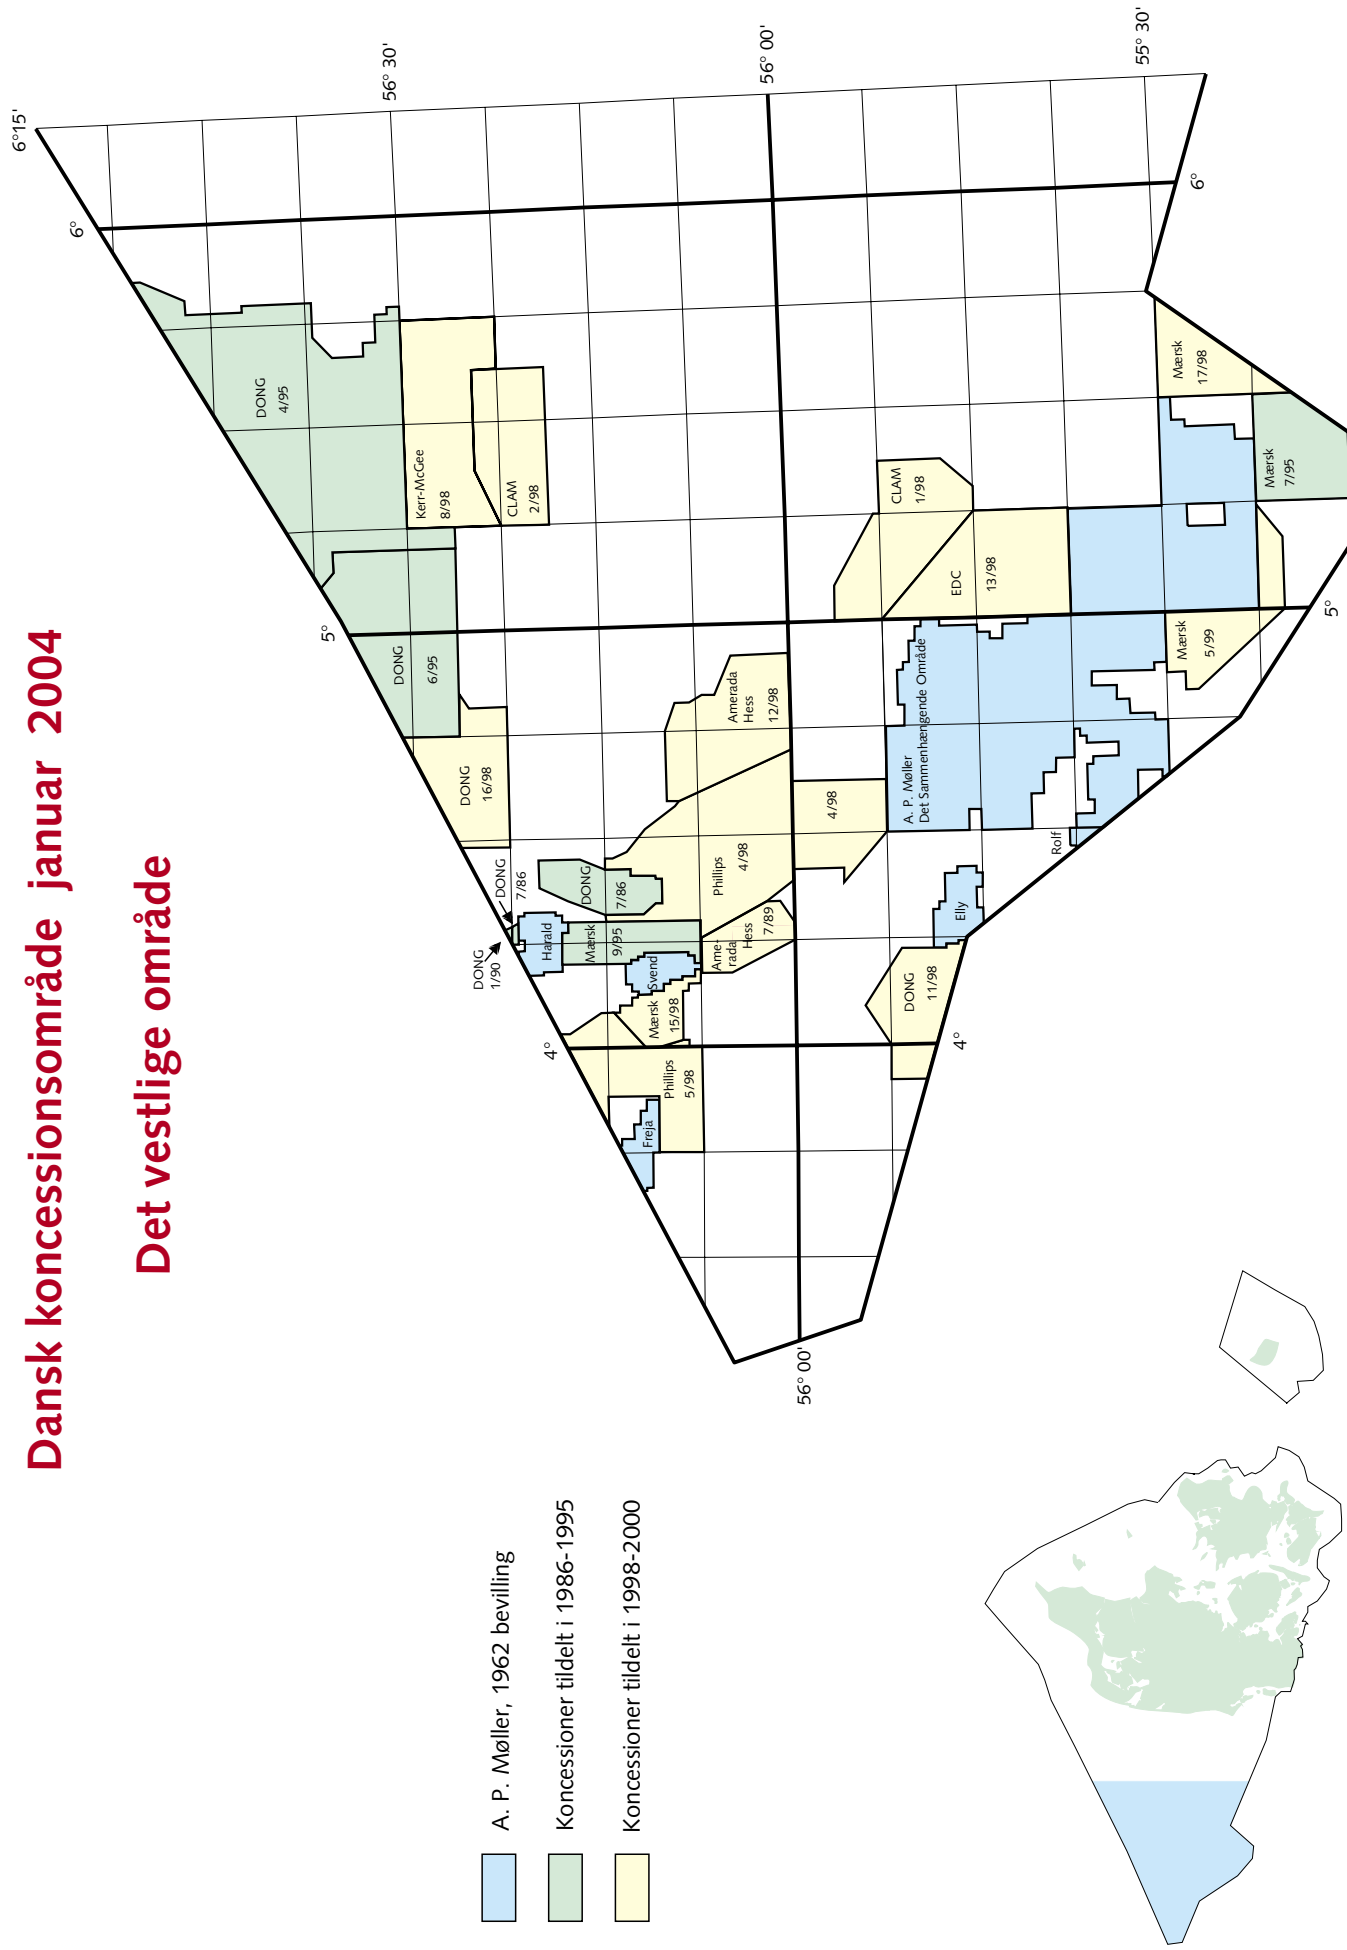 Dansk koncessionsområde januar 2004
Det vestlige område
A. P. Møller, 1962 bevilling
Koncessioner tildelt i 1986-1995
Koncessioner tildelt i 1998-2000
6°15'
6°
5°
4°
56° 30'
56° 00'
55° 30'
6°
5°
4°
56° 00'
DONG
4/95
Kerr-McGee
8/98
CLAM
2/98
DONG
6/95
DONG
16/98
DONG
7/86
DONG
1/90
Harald
DONG
7/86
Mærsk
9/95
Svend
Mærsk
15/98
Phillips
5/98
Freja
Amerada
Hess
12/98
Phillips
4/98
Ame-
rada
Hess
7/89
4/98
CLAM
1/98
EDC
13/98
A. P. Møller
Det Sammenhængende Område
Rolf
Elly
DONG
11/98
Mærsk
5/99
Mærsk
17/98
Mærsk
7/95